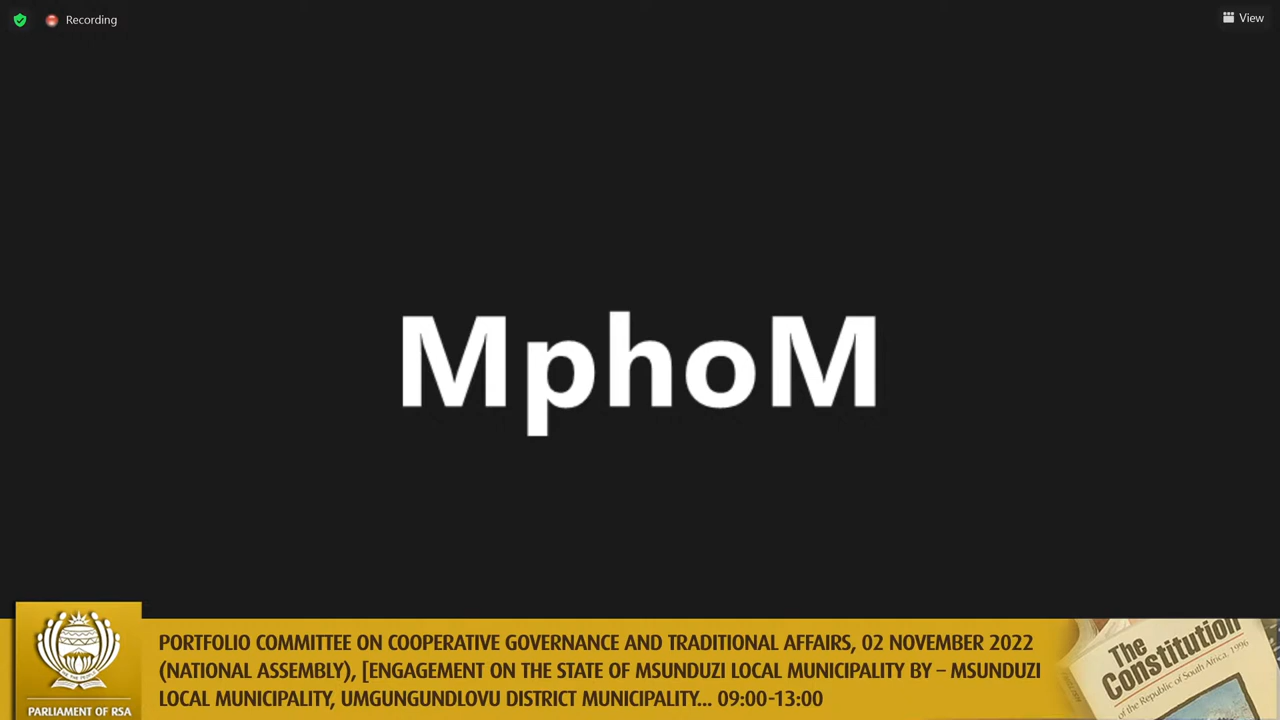 Recording
View
MphoM
PORTFOLIO COMMITTEE ON COOPERATIVE GOVERNANCE AND TRADITIONAL AFFAIRS, 02 NOVEMBER 2022
(NATIONAL ASSEMBLY), [ENGAGEMENT ON THE STATE OF MSUNDUZI LOCAL MUNICIPALITY BY – MSUNDUZI
LOCAL MUNICIPALITY, UMGUNGUNDLOVU DISTRICT MUNICIPALITY... 09:00-13:00
PARLIAMENT OF RSA
The
Constitution
of the Republic of South Africa, 1996